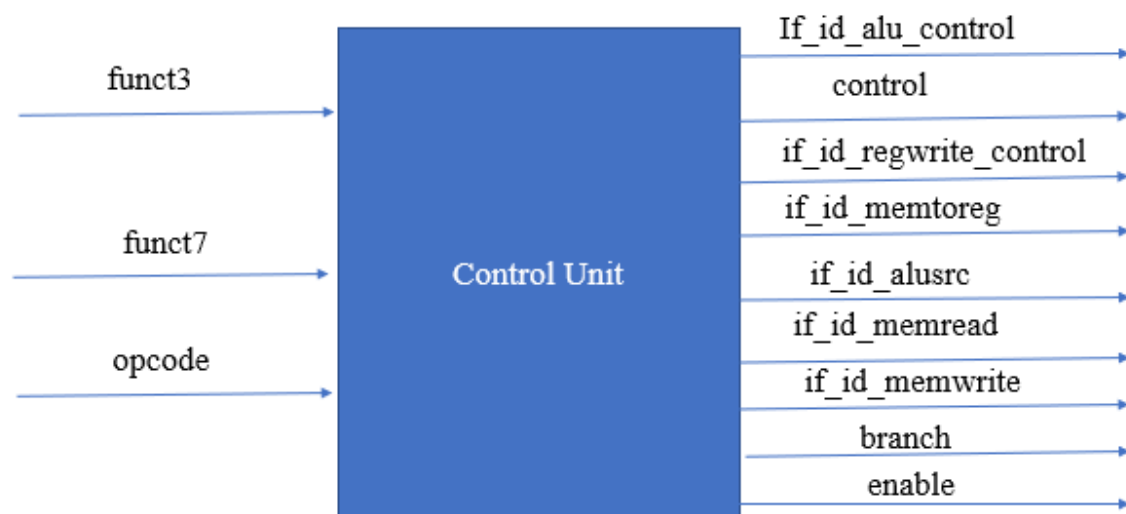 funct3
funct7
opcode
Control Unit
If_id_alu_control
control
if_id_regwrite_control
if_id_memtoreg
if_id_alusrc
if_id_memread
if_id_memwrite
branch
enable